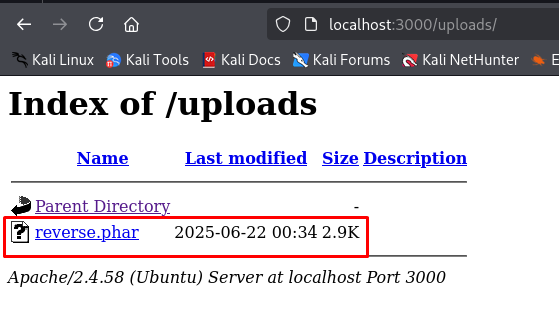 localhost:3000/uploads/
Kali Linux Kali Tools Kali Docs Kali Forums Kali NetHunter E
Index of /uploads
Name Last modified Size Description
Parent Directory -
reverse.phar 2025-06-22 00:34 2.9K
Apache/2.4.58 (Ubuntu) Server at localhost Port 3000